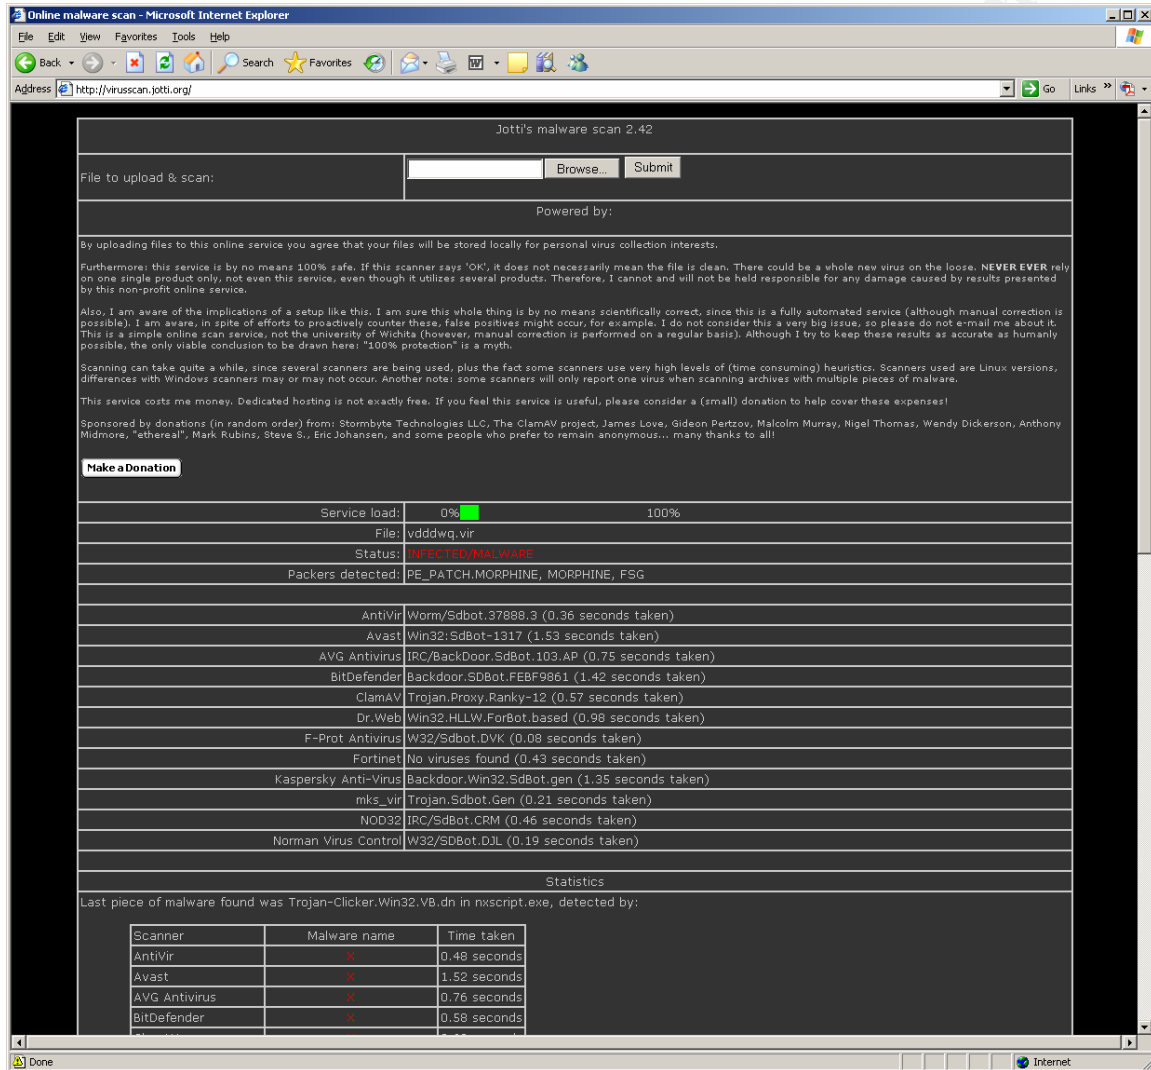 Online malware scan - Microsoft Internet Explorer
File Edit View Favorites Tools Help
Back Search Favorites
Address http://virusscan.jotti.org/ Go Links »
Jotti's malware scan 2.42
File to upload & scan: Browse... Submit
Powered by:
By uploading files to this online service you agree that your files will be stored locally for personal virus collection interests.
Furthermore: this service is by no means 100% safe. If this scanner says 'OK', it does not necessarily mean the file is clean. There could be a whole new virus on the loose. NEVER EVER rely
on one single product only, not even this service, even though it utilizes several products. Therefore, I cannot and will not be held responsible for any damage caused by results presented
by this non-profit online service.
Also, I am aware of the implications of a setup like this. I am sure this whole thing is by no means scientifically correct, since this is a fully automated service (although manual correction is
possible). I am aware, in spite of efforts to proactively counter these, false positives might occur, for example. I do not consider this a very big issue, so please do not e-mail me about it.
This is a simple online scan service, not the university of Wichita (however, manual correction is performed on a regular basis). Although I try to keep these results as accurate as humanly
possible, the only viable conclusion to be drawn here: "100% protection" is a myth.
Scanning can take quite a while, since several scanners are being used, plus the fact some scanners use very high levels of (time consuming) heuristics. Scanners used are Linux versions,
differences with Windows scanners may or may not occur. Another note: some scanners will only report one virus when scanning archives with multiple pieces of malware.
This service costs me money. Dedicated hosting is not exactly free. If you feel this service is useful, please consider a (small) donation to help cover these expenses!
Sponsored by donations (in random order) from: Stormbyte Technologies LLC, The ClamAV project, James Love, Gideon Pertzov, Malcolm Murray, Nigel Thomas, Wendy Dickerson, Anthony
Midmore, "ethereal", Mark Rubins, Steve S., Eric Johansen, and some people who prefer to remain anonymous... many thanks to all!
Make a Donation
Service load: 0% 100%
File: vdddwq.vir
Status: INFECTED/MALWARE
Packers detected: PE_PATCH.MORPHINE, MORPHINE, FSG
AntiVir Worm/Sdbot.37888.3 (0.36 seconds taken)
Avast Win32:SdBot-1317 (1.53 seconds taken)
AVG Antivirus IRC/BackDoor.SdBot.103.AP (0.75 seconds taken)
BitDefender Backdoor.SDBot.FEBF9861 (1.42 seconds taken)
ClamAV Trojan.Proxy.Ranky-12 (0.57 seconds taken)
Dr.Web Win32.HLLW.ForBot.based (0.98 seconds taken)
F-Prot Antivirus W32/Sdbot.DVK (0.08 seconds taken)
Fortinet No viruses found (0.43 seconds taken)
Kaspersky Anti-Virus Backdoor.Win32.SdBot.gen (1.35 seconds taken)
mks_vir Trojan.Sdbot.Gen (0.21 seconds taken)
NOD32 IRC/SdBot.CRM (0.46 seconds taken)
Norman Virus Control W32/SDBot.DJL (0.19 seconds taken)
Statistics
Last piece of malware found was Trojan-Clicker.Win32.VB.dn in nxscript.exe, detected by:
Scanner Malware name Time taken
AntiVir X 0.48 seconds
Avast X 1.52 seconds
AVG Antivirus X 0.76 seconds
BitDefender X 0.58 seconds
Done Internet